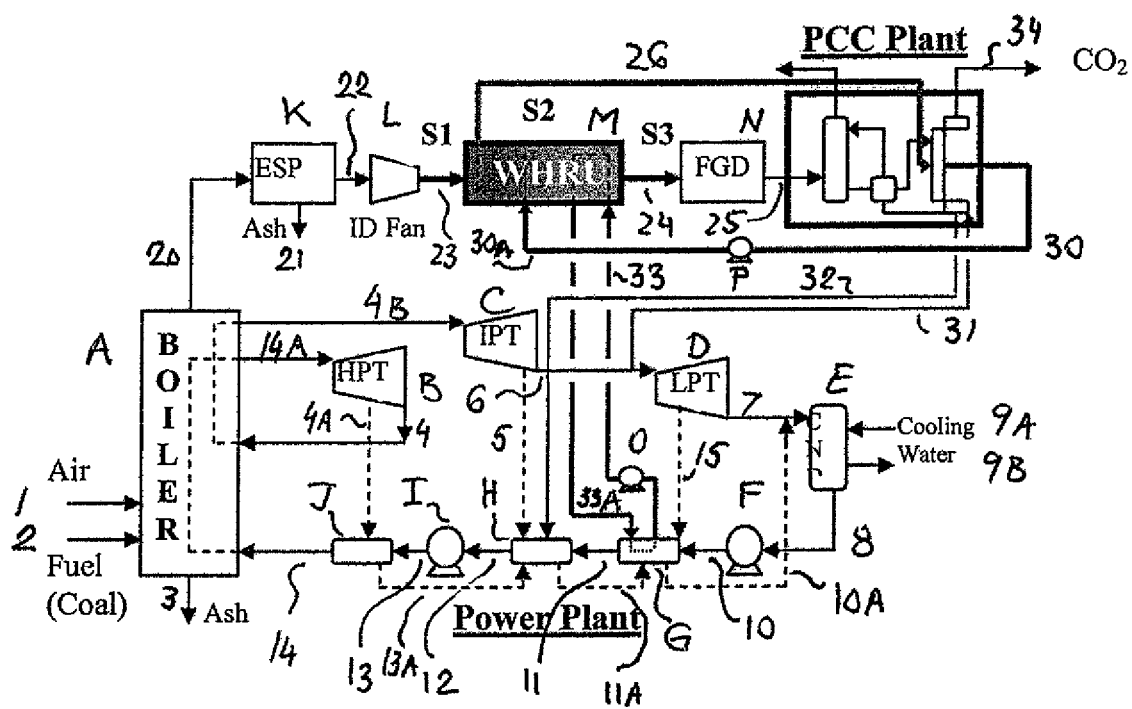 34
PCC Plant
CO₂
26
22
K
L
S1
S2
M
S3
N
ESP
WHRU
FGD
Ash
21
ID Fan
23
24
25
20
30A
P
30
33
32
31
4B
C
IPT
A
BOILER
14A
HPT
B
4A
4
6
D
LPT
7
E
5
O
15
CN
Cooling
Water
9A
9B
Air
1
2
Fuel
(Coal)
33A
J
I
H
F
8
3
Ash
14
13
13A
12
Power Plant
11
11A
G
10
10A